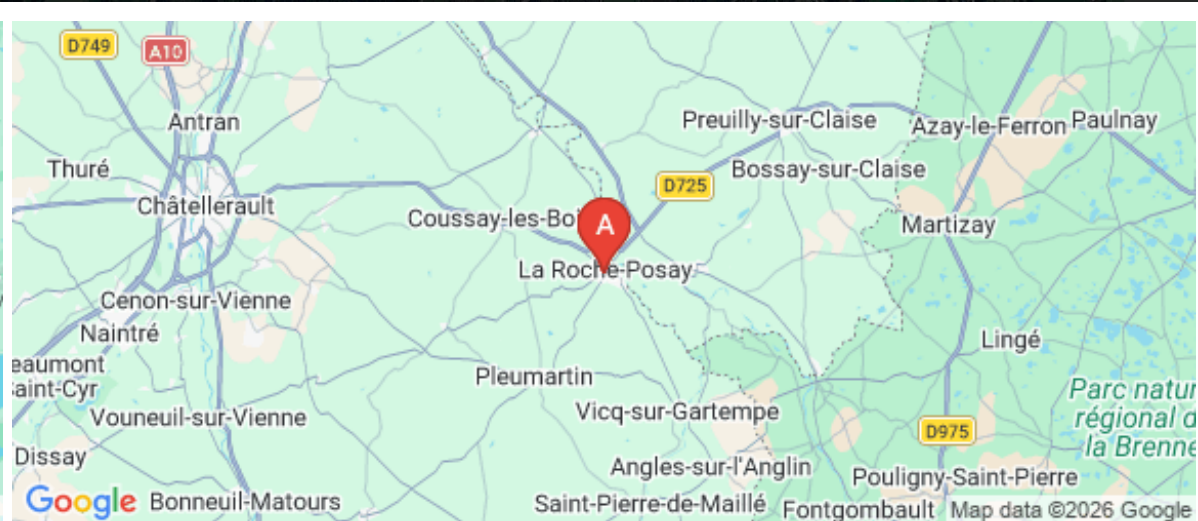 D749
A10
Antran
Preuilly-sur-Claise
Azay-le-Ferron
Paulnay
Thuré
Bossay-sur-Claise
D725
Châtellerault
Coussay-les-Boi
A
Martizay
La Roche-Posay
Cenon-sur-Vienne
Naintré
Lingé
eaumont
Saint-Cyr
Pleumartin
Parc natur
régional d
la Brenne
Vouneuil-sur-Vienne
Vicq-sur-Gartempe
D975
Dissay
Angles-sur-l'Anglin
Pouligny-Saint-Pierre
Google
Bonneuil-Matours
Saint-Pierre-de-Maillé
Fontgombault
Map data ©2026 Google